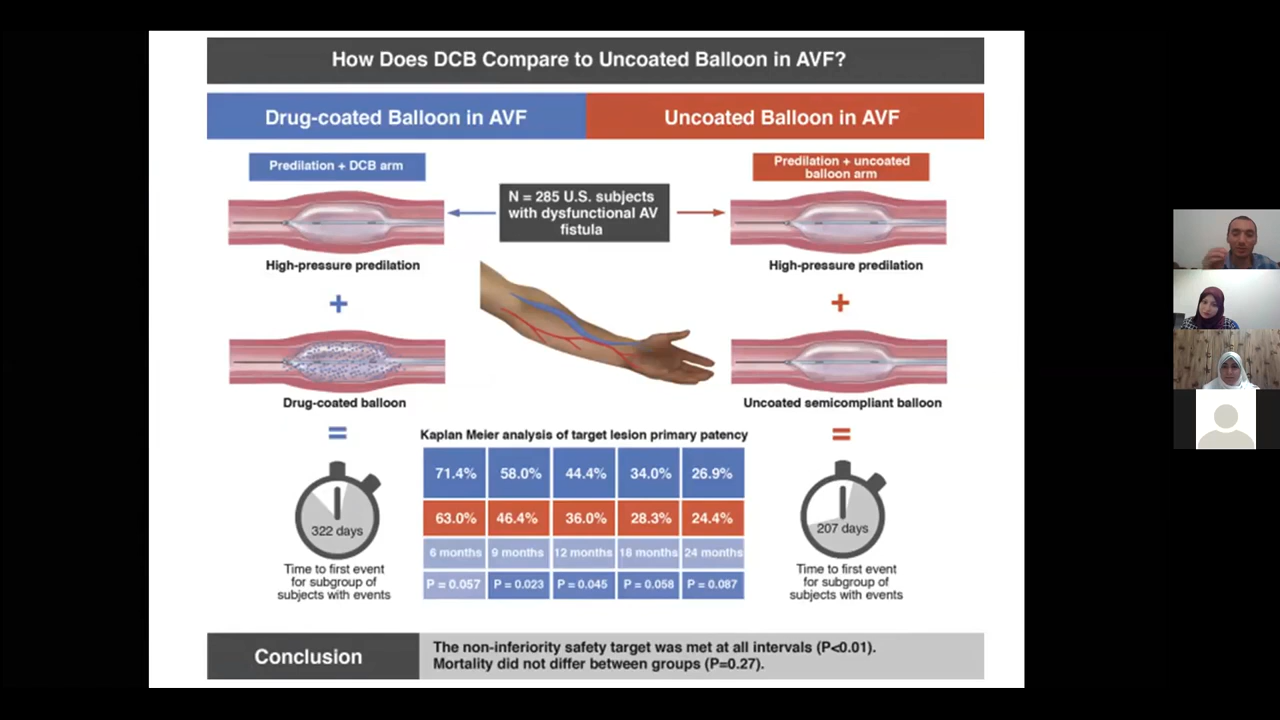 How Does DCB Compare to Uncoated Balloon in AVF?
Drug-coated Balloon in AVF
Uncoated Balloon in AVF
Predilation + DCB arm
Predilation + uncoated
balloon arm
N = 285 U.S. subjects
with dysfunctional AV
fistula
High-pressure predilation
High-pressure predilation
+
+
Drug-coated balloon
Uncoated semicompliant balloon
=
=
Kaplan Meier analysis of target lesion primary patency
71.4% 58.0% 44.4% 34.0% 26.9%
63.0% 46.4% 36.0% 28.3% 24.4%
6 months 9 months 12 months 18 months 24 months
P = 0.057 P = 0.023 P = 0.045 P = 0.058 P = 0.087
322 days
Time to first event
for subgroup of
subjects with events
207 days
Time to first event
for subgroup of
subjects with events
Conclusion
The non-inferiority safety target was met at all intervals (P<0.01).
Mortality did not differ between groups (P=0.27).